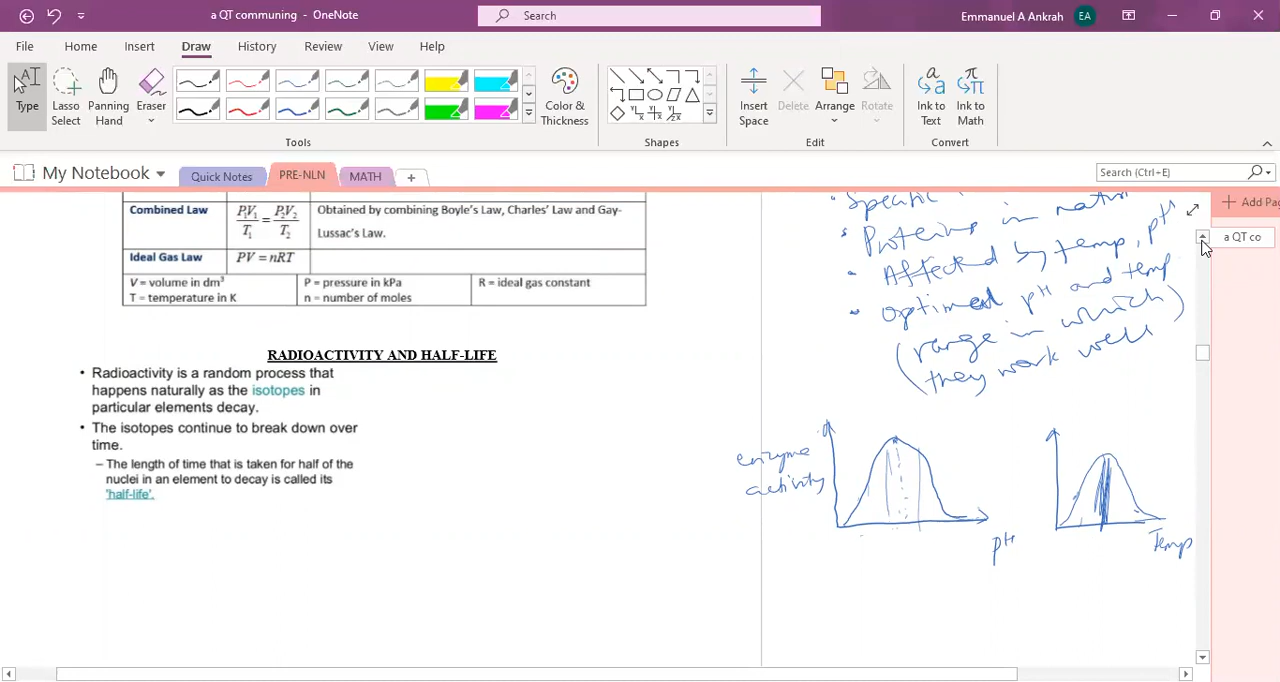 a QT communing - OneNote
Search
Emmanuel A Ankrah
EA
File
Home
Insert
Draw
History
Review
View
Help
Type
Lasso
Select
Panning
Hand
Eraser
Color &
Thickness
Insert
Space
Delete
Arrange
Rotate
Ink to
Text
Ink to
Math
Tools
Shapes
Edit
Convert
My Notebook
Quick Notes
PRE-NLN
MATH
Search (Ctrl+E)
Add Pag
a QT co
Combined Law
P₁V₁/T₁ = P₂V₂/T₂
Obtained by combining Boyle's Law, Charles' Law and Gay-
Lussac's Law.
Ideal Gas Law
PV = nRT
V = volume in dm³
T = temperature in K
P = pressure in kPa
n = number of moles
R = ideal gas constant
RADIOACTIVITY AND HALF-LIFE
• Radioactivity is a random process that
happens naturally as the isotopes in
particular elements decay.
• The isotopes continue to break down over
time.
– The length of time that is taken for half of the
nuclei in an element to decay is called its
'half-life'.
• Specific
• Proteins in natur
• Affected by temp, pH
• optimed pH and temp
(range in which)
they work well
enzyme
activity
pH
Temp